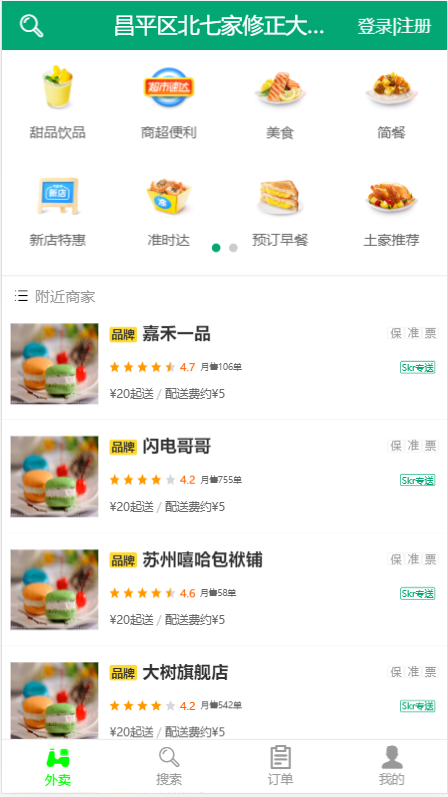 昌平区北七家修正大... 登录|注册
超市速达
甜品饮品 商超便利 美食 简餐
新店
准
新店特惠 准时达 预订早餐 土豪推荐
附近商家
品牌 嘉禾一品 保 准 票
4.7 月售106单 Skr专送
¥20起送 / 配送费约¥5
品牌 闪电哥哥 保 准 票
4.2 月售755单 Skr专送
¥20起送 / 配送费约¥5
品牌 苏州嘻哈包袱铺 保 准 票
4.6 月售58单 Skr专送
¥20起送 / 配送费约¥5
品牌 大树旗舰店 保 准 票
4.2 月售542单 Skr专送
¥20起送 / 配送费约¥5
外卖 搜索 订单 我的